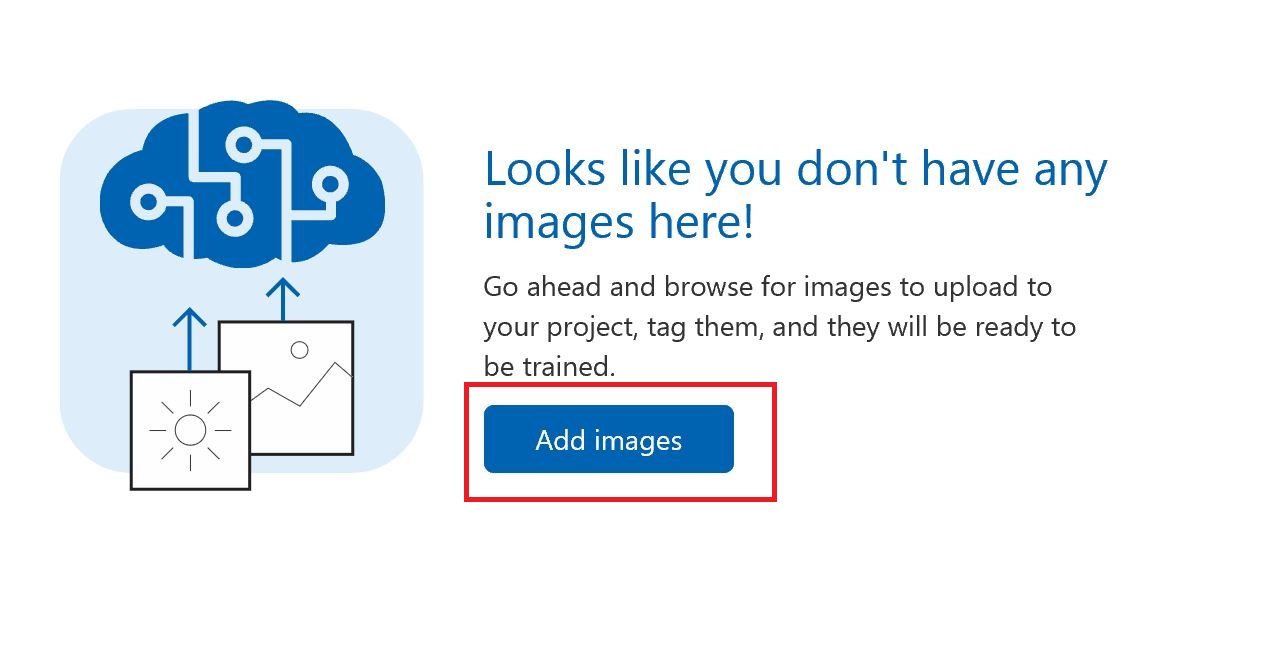 Looks like you don't have any
images here!
Go ahead and browse for images to upload to
your project, tag them, and they will be ready to
be trained.
Add images